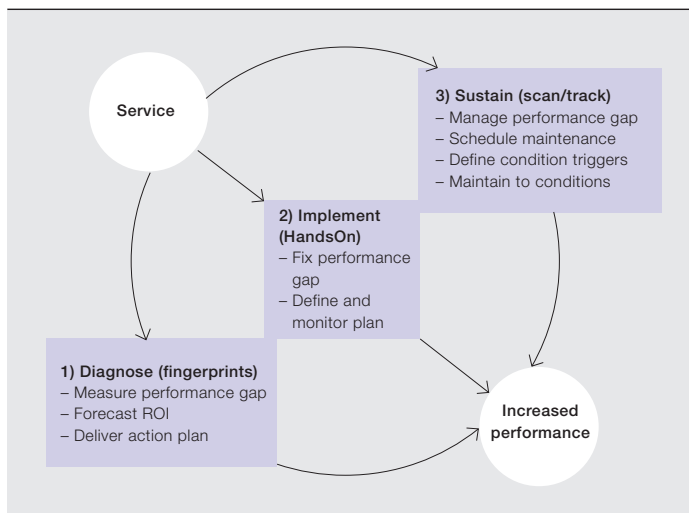 Service
3) Sustain (scan/track)
– Manage performance gap
– Schedule maintenance
– Define condition triggers
– Maintain to conditions
2) Implement
(HandsOn)
– Fix performance
gap
– Define and
monitor plan
1) Diagnose (fingerprints)
– Measure performance gap
– Forecast ROI
– Deliver action plan
Increased
performance